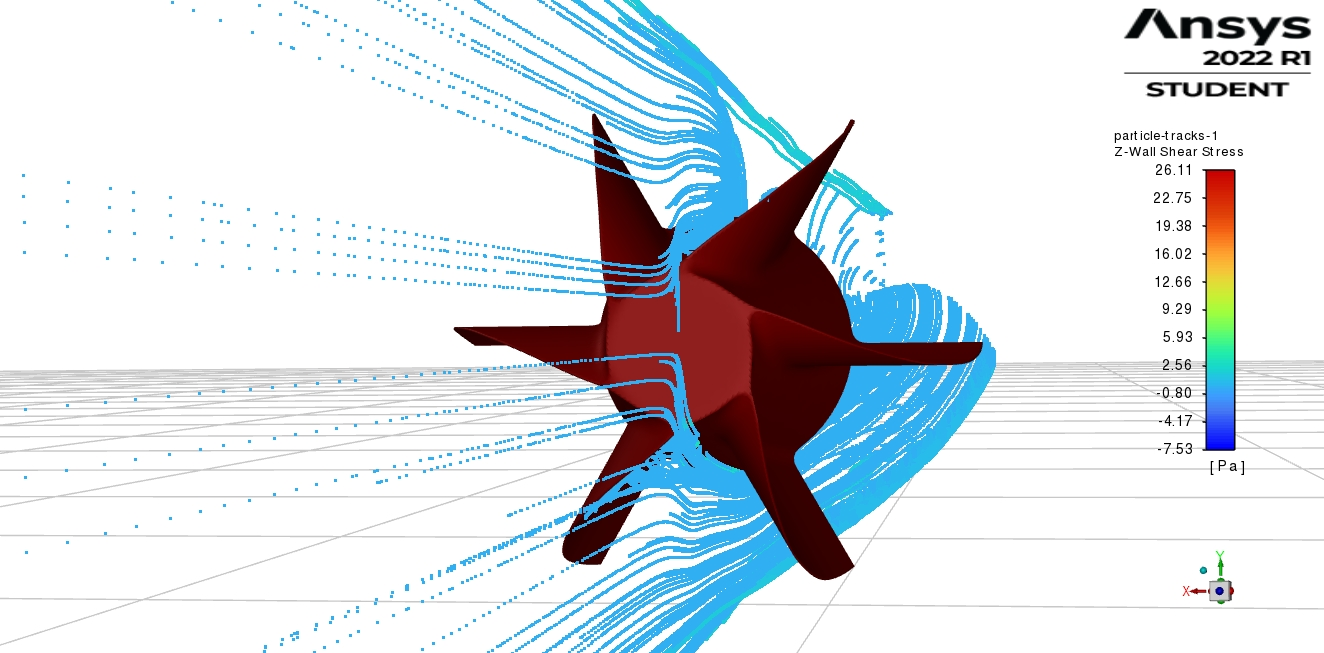 Ansys
2022 R1
STUDENT
particle-tracks-1
Z-Wall Shear Stress
26.11
22.75
19.38
16.02
12.66
9.29
5.93
2.56
-0.80
-4.17
-7.53
[Pa]
Y
X